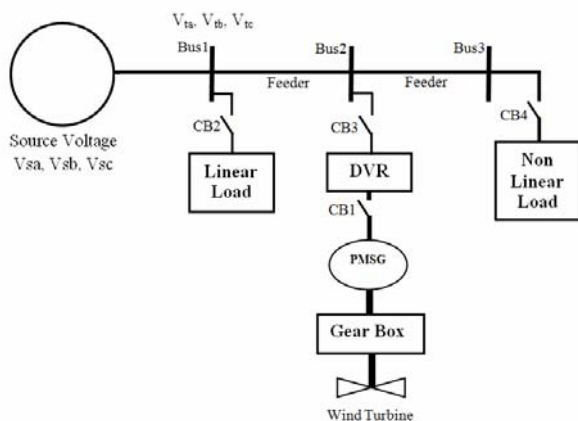 Vta, Vtb, Vtc
Bus1
Bus2
Bus3
Feeder
Feeder
CB2
CB3
CB4
Source Voltage
Vsa, Vsb, Vsc
Linear
Load
DVR
Non
Linear
Load
CB1
PMSG
Gear Box
Wind Turbine